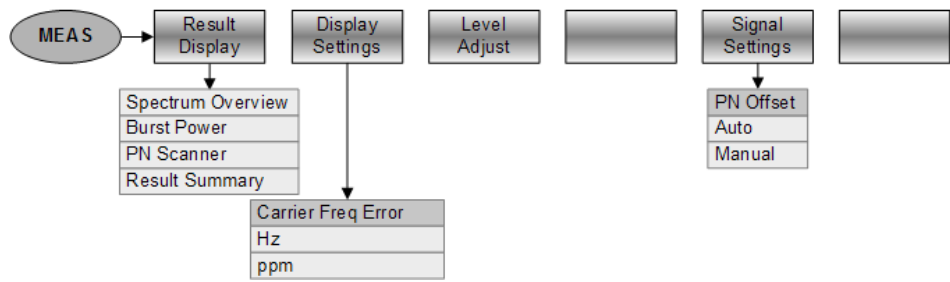 MEAS
Result
Display
Display
Settings
Level
Adjust
Signal
Settings
Spectrum Overview
Burst Power
PN Scanner
Result Summary
Carrier Freq Error
Hz
ppm
PN Offset
Auto
Manual